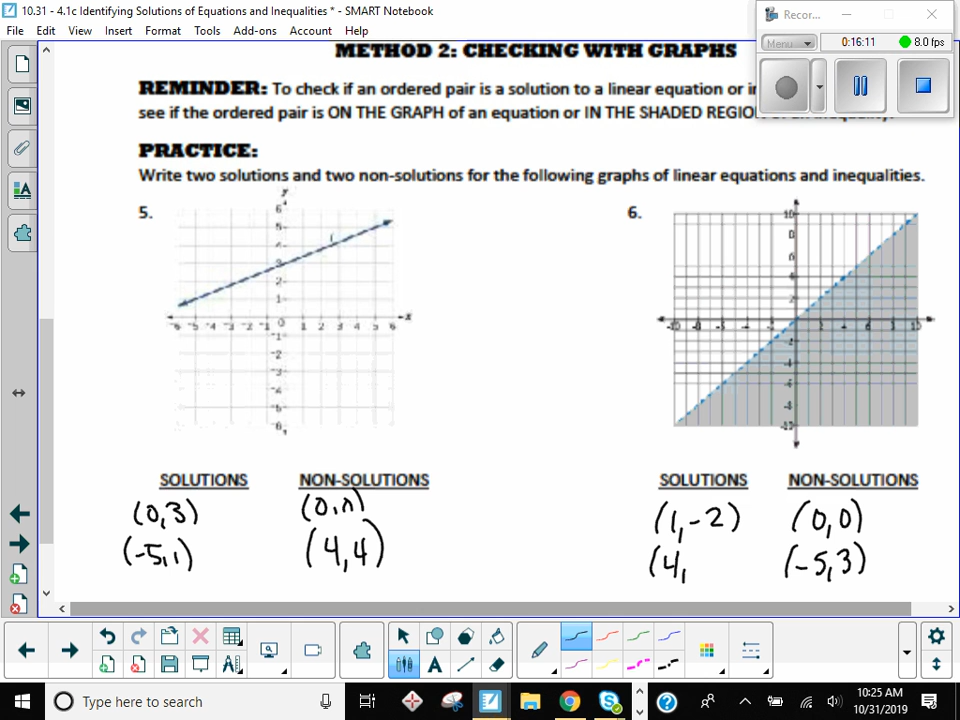 10.31 - 4.1c Identifying Solutions of Equations and Inequalities * - SMART Notebook
Recor...
File Edit View Insert Format Tools Add-ons Account Help
Menu 0:16:11 8.0 fps
METHOD 2: CHECKING WITH GRAPHS
REMINDER: To check if an ordered pair is a solution to a linear equation or
see if the ordered pair is ON THE GRAPH of an equation or IN THE SHADED REGION
PRACTICE:
Write two solutions and two non-solutions for the following graphs of linear equations and inequalities.
5.
6.
SOLUTIONS NON-SOLUTIONS
(0,3)
(-5,1) (4,4)
SOLUTIONS NON-SOLUTIONS
(1,-2) (0,0)
(4, (-5,3)
Type here to search
10:25 AM
10/31/2019